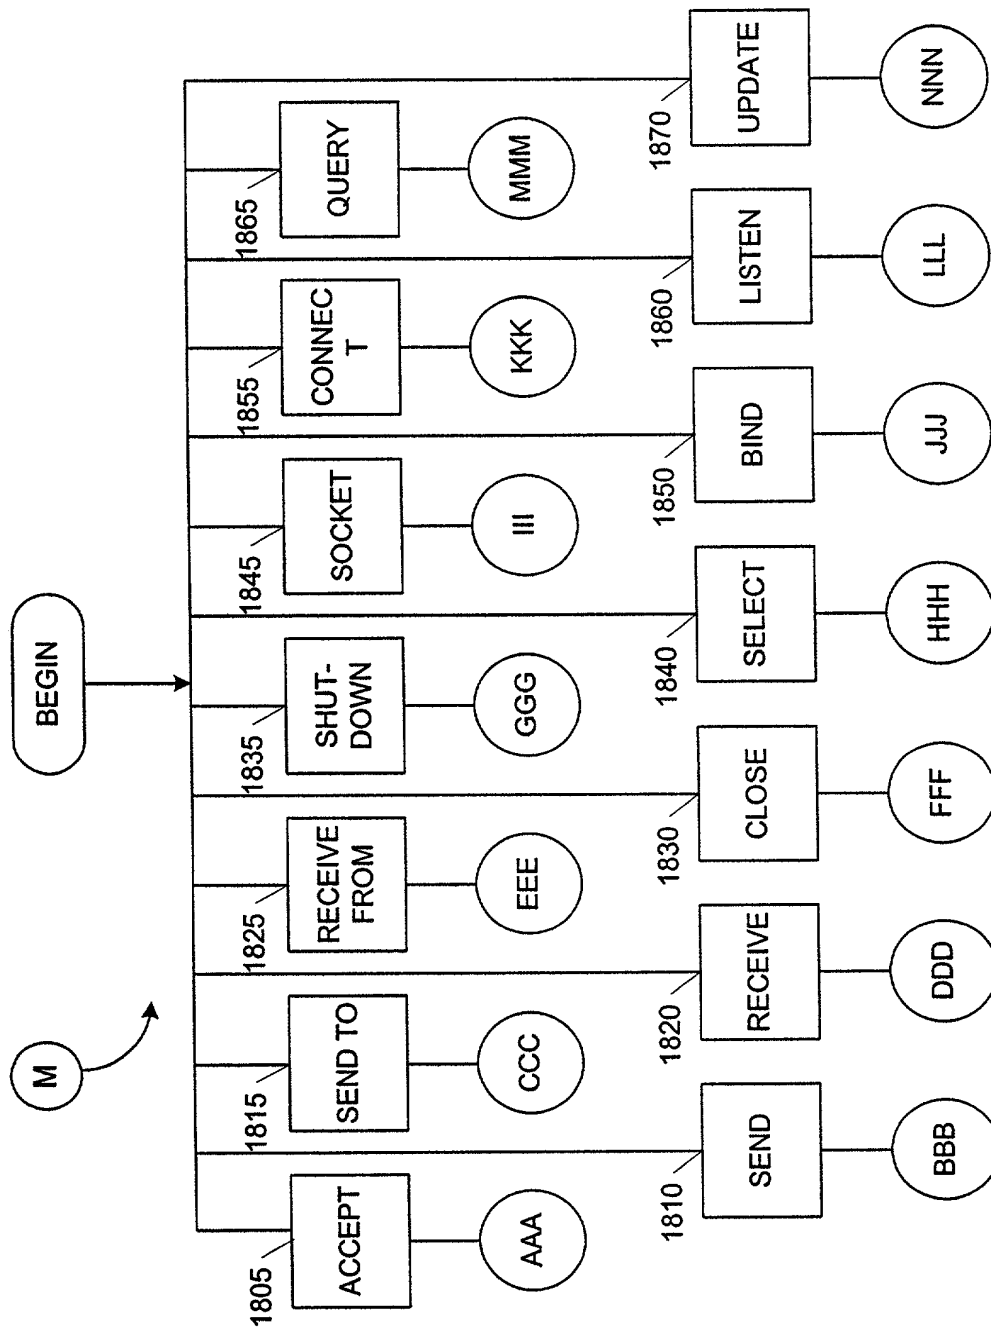 BEGIN
M
1805
ACCEPT
AAA
1810
SEND
BBB
1815
SEND TO
CCC
1820
RECEIVE
DDD
1825
RECEIVE
FROM
EEE
1830
CLOSE
FFF
1835
SHUT-
DOWN
GGG
1840
SELECT
HHH
1845
SOCKET
III
1850
BIND
JJJ
1855
CONNEC
T
KKK
1860
LISTEN
LLL
1865
QUERY
MMM
1870
UPDATE
NNN